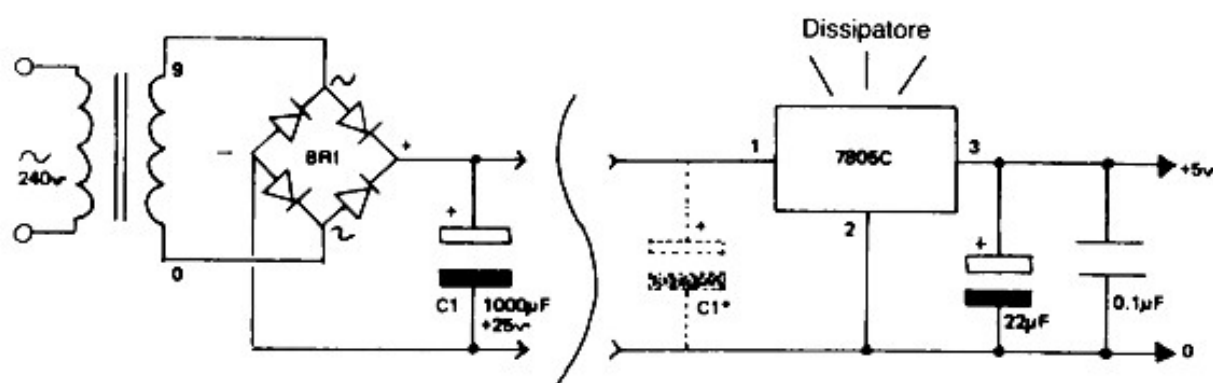 Dissipatore
9
240v
0
BR1
−
+
+
C1
1000µF
+25v
1
7805C
3
2
+
C1*
+
22µF
0.1µF
+5v
0